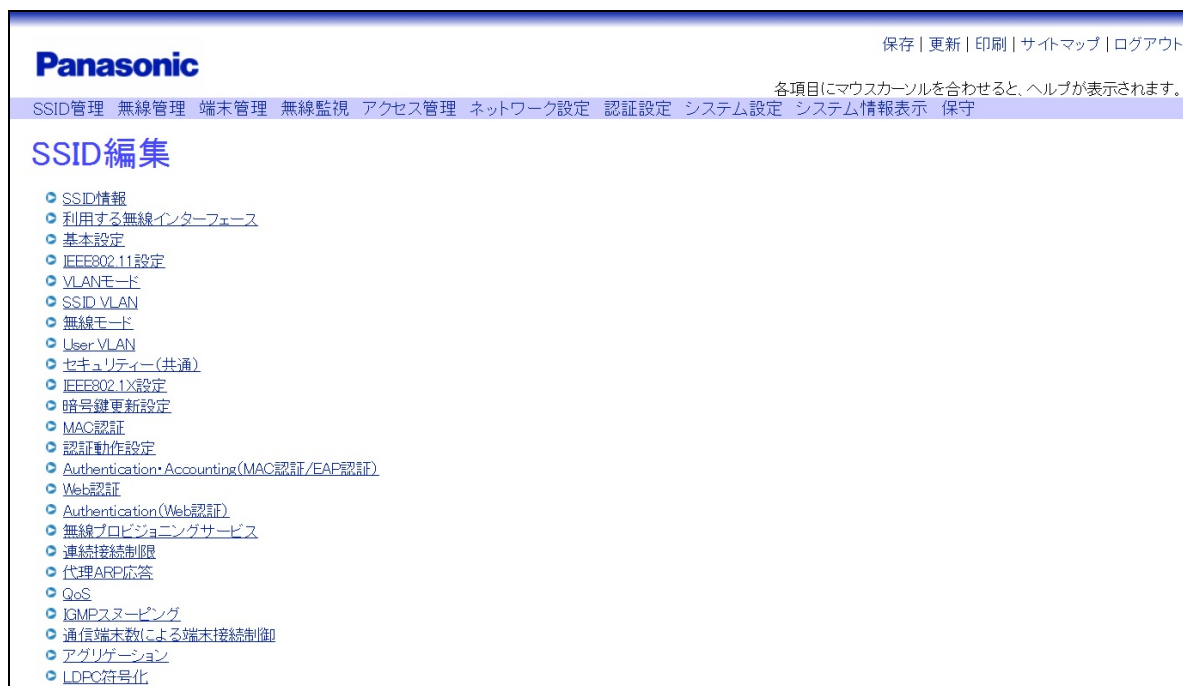 保存 | 更新 | 印刷 | サイトマップ | ログアウト
Panasonic
各項目にマウスカーソルを合わせると、ヘルプが表示されます。
SSID管理 無線管理 端末管理 無線監視 アクセス管理 ネットワーク設定 認証設定 システム設定 システム情報表示 保守
SSID編集
SSID情報
利用する無線インターフェース
基本設定
IEEE802.11設定
VLANモード
SSID VLAN
無線モード
User VLAN
セキュリティー(共通)
IEEE802.1X設定
暗号鍵更新設定
MAC認証
認証動作設定
Authentication・Accounting(MAC認証/EAP認証)
Web認証
Authentication(Web認証)
無線プロビジョニングサービス
連続接続制限
代理ARP応答
QoS
IGMPスヌーピング
通信端末数による端末接続制御
アグリゲーション
LDPC符号化